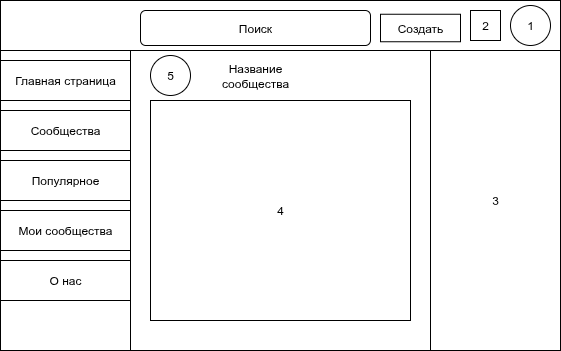 Поиск
Создать
2
1
Главная страница
Сообщества
Популярное
Мои сообщества
О нас
5
Название
сообщества
4
3